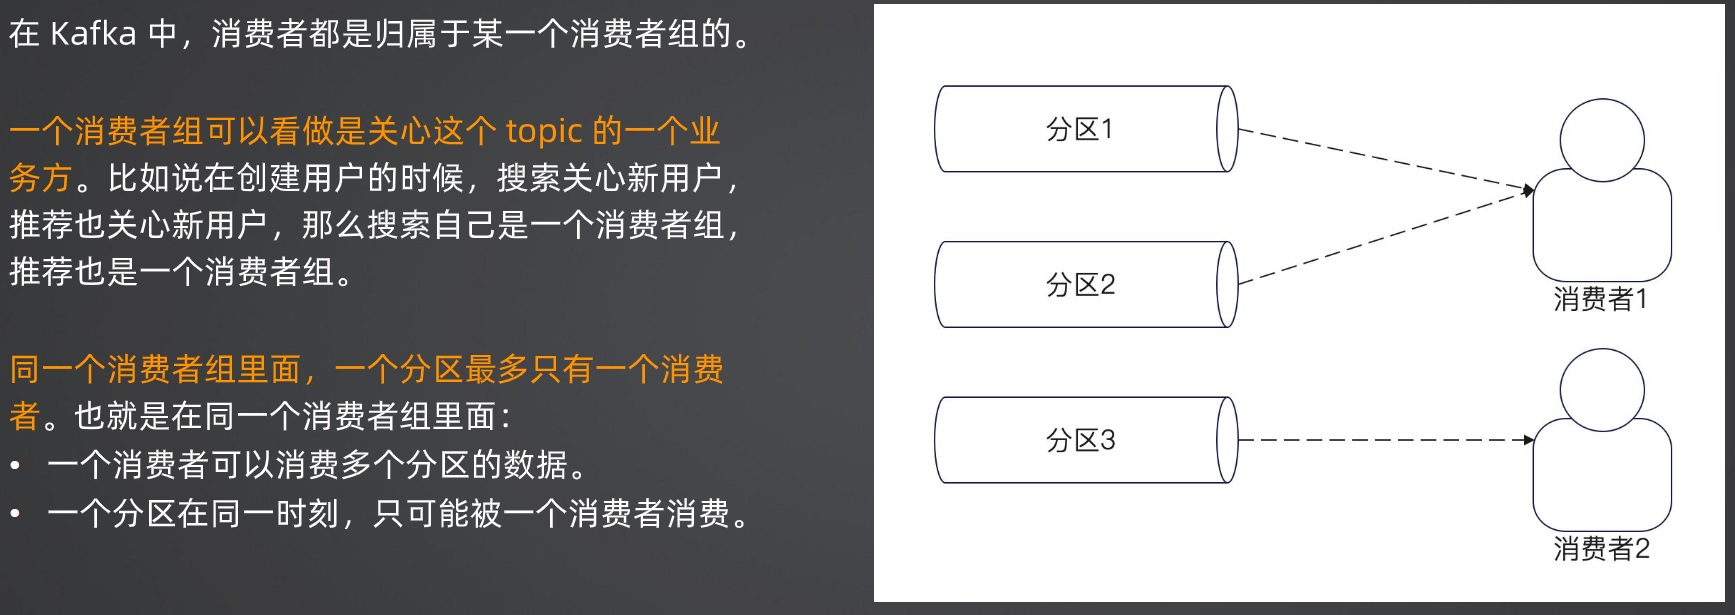 在 Kafka 中，消费者都是归属于某一个消费者组的。
一个消费者组可以看做是关心这个 topic 的一个业
务方。比如说在创建用户的时候，搜索关心新用户，
推荐也关心新用户，那么搜索自己是一个消费者组，
推荐也是一个消费者组。
同一个消费者组里面，一个分区最多只有一个消费
者。也就是在同一个消费者组里面：
• 一个消费者可以消费多个分区的数据。
• 一个分区在同一时刻，只可能被一个消费者消费。
分区1
分区2
消费者1
分区3
消费者2